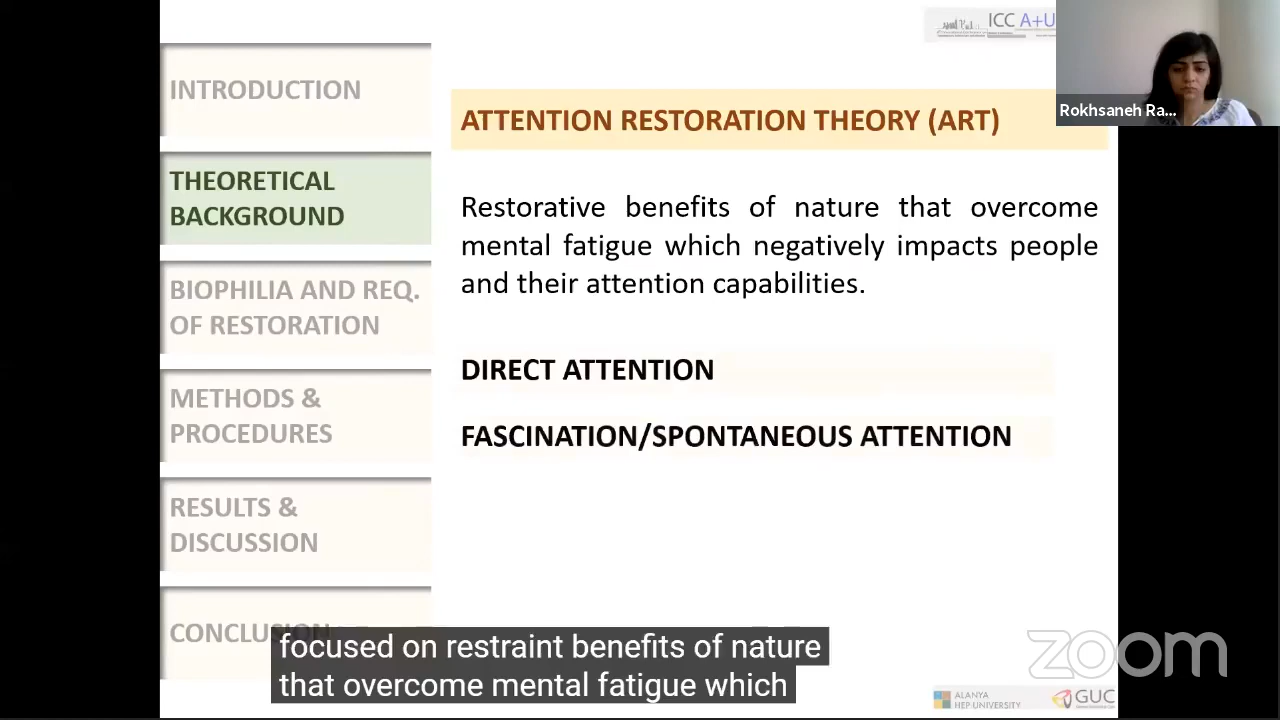 ICC A+U
Rokhsaneh Ra...
INTRODUCTION
THEORETICAL
BACKGROUND
BIOPHILIA AND REQ.
OF RESTORATION
METHODS &
PROCEDURES
RESULTS &
DISCUSSION
CONCLUSION
ATTENTION RESTORATION THEORY (ART)
Restorative benefits of nature that overcome
mental fatigue which negatively impacts people
and their attention capabilities.
DIRECT ATTENTION
FASCINATION/SPONTANEOUS ATTENTION
focused on restraint benefits of nature
that overcome mental fatigue which
zoom
ALANYA
HEP-UNIVERSITY
GUC